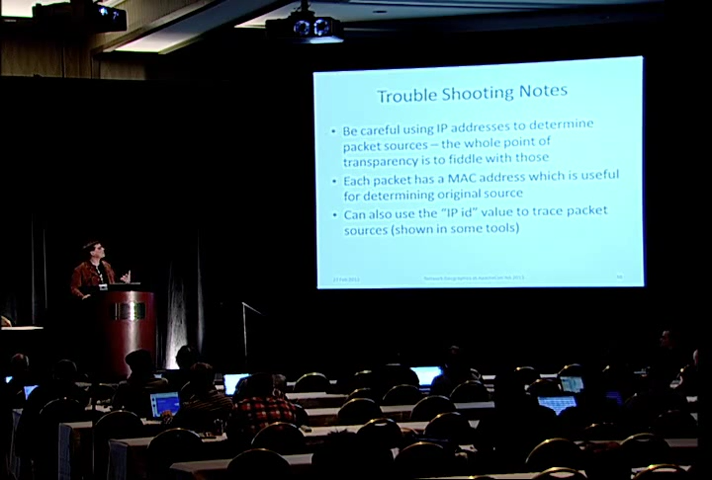 Trouble Shooting Notes
• Be careful using IP addresses to determine
packet sources – the whole point of
transparency is to fiddle with those
• Each packet has a MAC address which is useful
for determining original source
• Can also use the "IP id" value to trace packet
sources (shown in some tools)